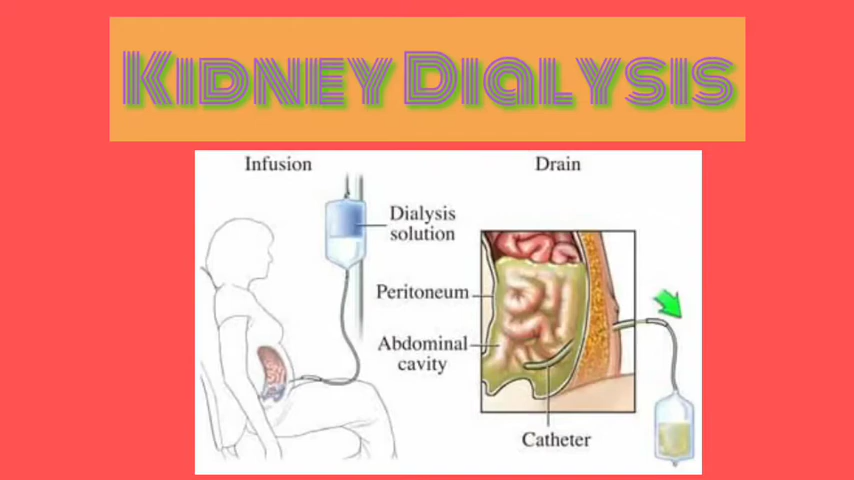 Kidney Dialysis
Infusion
Drain
Dialysis
solution
Peritoneum
Abdominal
cavity
Catheter